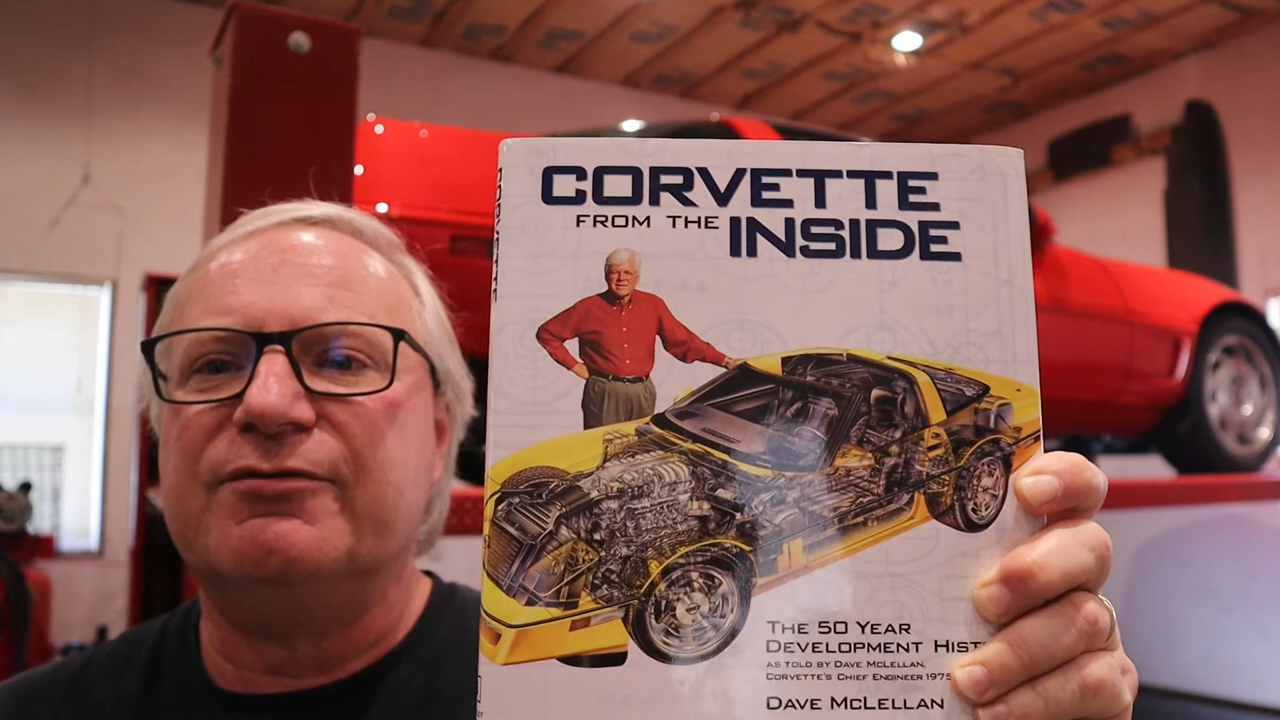 CORVETTE
FROM THE INSIDE
THE 50 YEAR
DEVELOPMENT HIST
AS TOLD BY DAVE MCLELLAN,
CORVETTE'S CHIEF ENGINEER 1975
DAVE MCLELLAN
CORVETTE